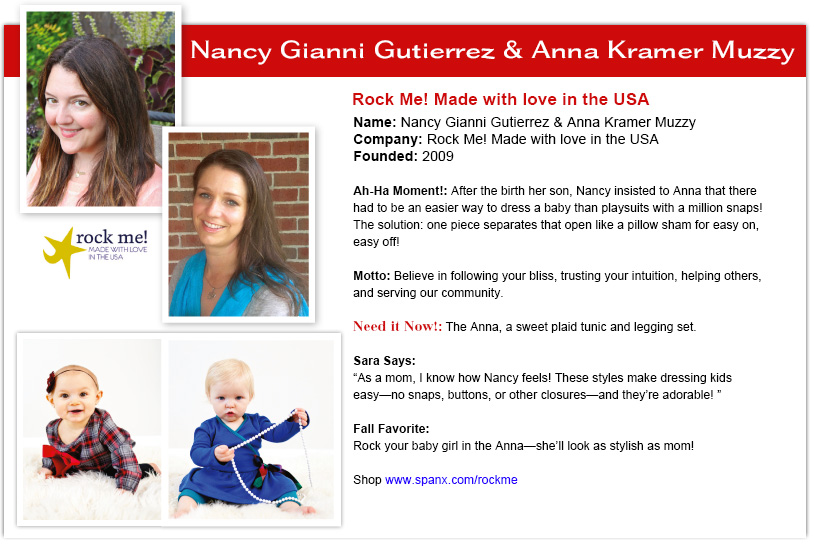 Nancy Gianni Gutierrez & Anna Kramer Muzzy
rock me!
MADE WITH LOVE
IN THE USA
Rock Me! Made with love in the USA
Name: Nancy Gianni Gutierrez & Anna Kramer Muzzy
Company: Rock Me! Made with love in the USA
Founded: 2009
Ah-Ha Moment!: After the birth her son, Nancy insisted to Anna that there
had to be an easier way to dress a baby than playsuits with a million snaps!
The solution: one piece separates that open like a pillow sham for easy on,
easy off!
Motto: Believe in following your bliss, trusting your intuition, helping others,
and serving our community.
Need it Now!: The Anna, a sweet plaid tunic and legging set.
Sara Says:
“As a mom, I know how Nancy feels! These styles make dressing kids
easy—no snaps, buttons, or other closures—and they’re adorable! ”
Fall Favorite:
Rock your baby girl in the Anna—she’ll look as stylish as mom!
Shop www.spanx.com/rockme